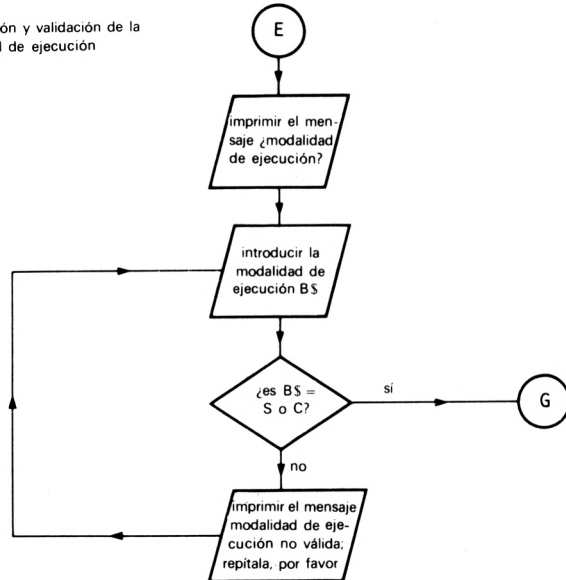 ón y validación de la
de ejecución
E
imprimir el men-
saje ¿modalidad
de ejecución?
introducir la
modalidad de
ejecución B$
¿es B$ =
S o C?
sí
G
no
imprimir el mensaje
modalidad de eje-
cución no válida;
repítala, por favor